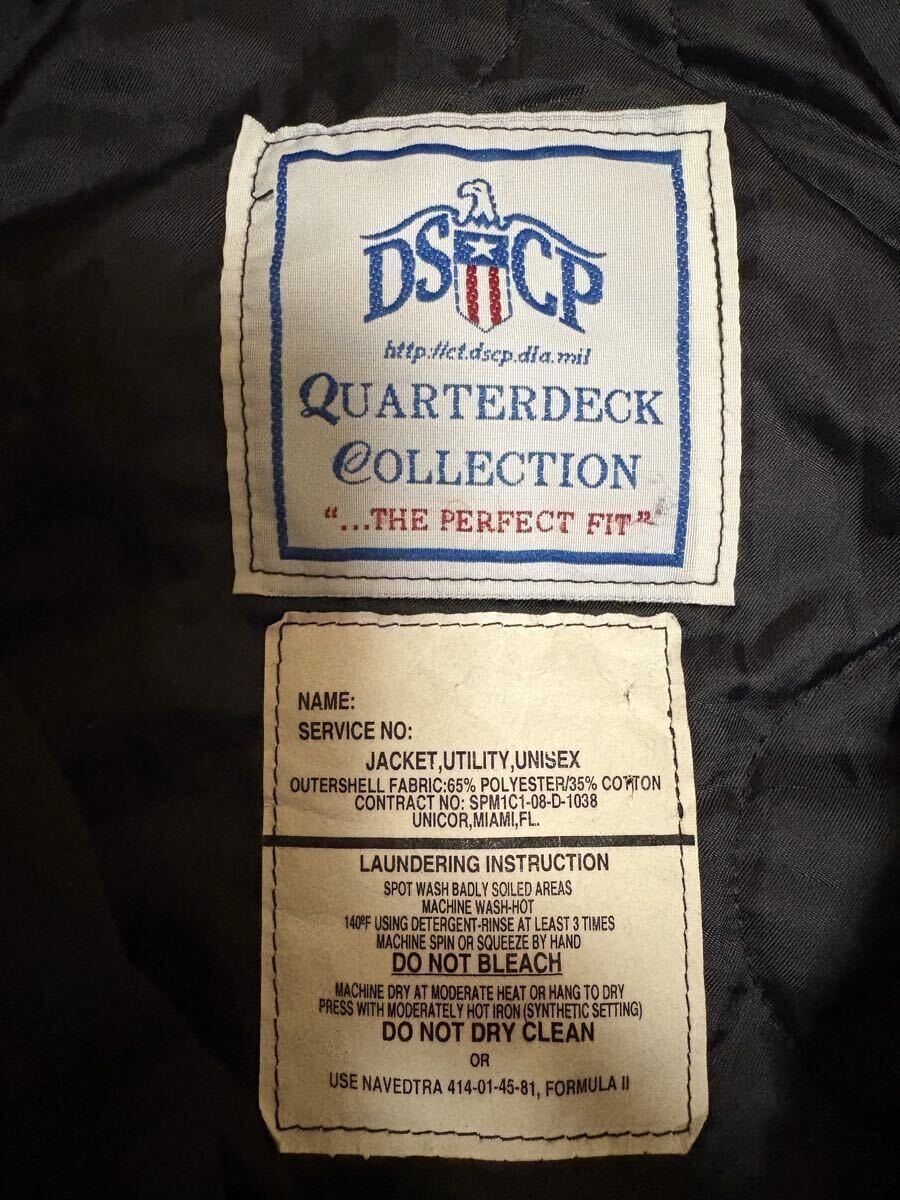 DSCP
http://ct.dscp.dla.mil
QUARTERDECK
COLLECTION
"...THE PERFECT FIT"
NAME:
SERVICE NO:
JACKET,UTILITY,UNISEX
OUTERSHELL FABRIC:65% POLYESTER/35% COTTON
CONTRACT NO: SPM1C1-08-D-1038
UNICOR,MIAMI,FL.
LAUNDERING INSTRUCTION
SPOT WASH BADLY SOILED AREAS
MACHINE WASH-HOT
140ºF USING DETERGENT-RINSE AT LEAST 3 TIMES
MACHINE SPIN OR SQUEEZE BY HAND
DO NOT BLEACH
MACHINE DRY AT MODERATE HEAT OR HANG TO DRY
PRESS WITH MODERATELY HOT IRON (SYNTHETIC SETTING)
DO NOT DRY CLEAN
OR
USE NAVEDTRA 414-01-45-81, FORMULA II